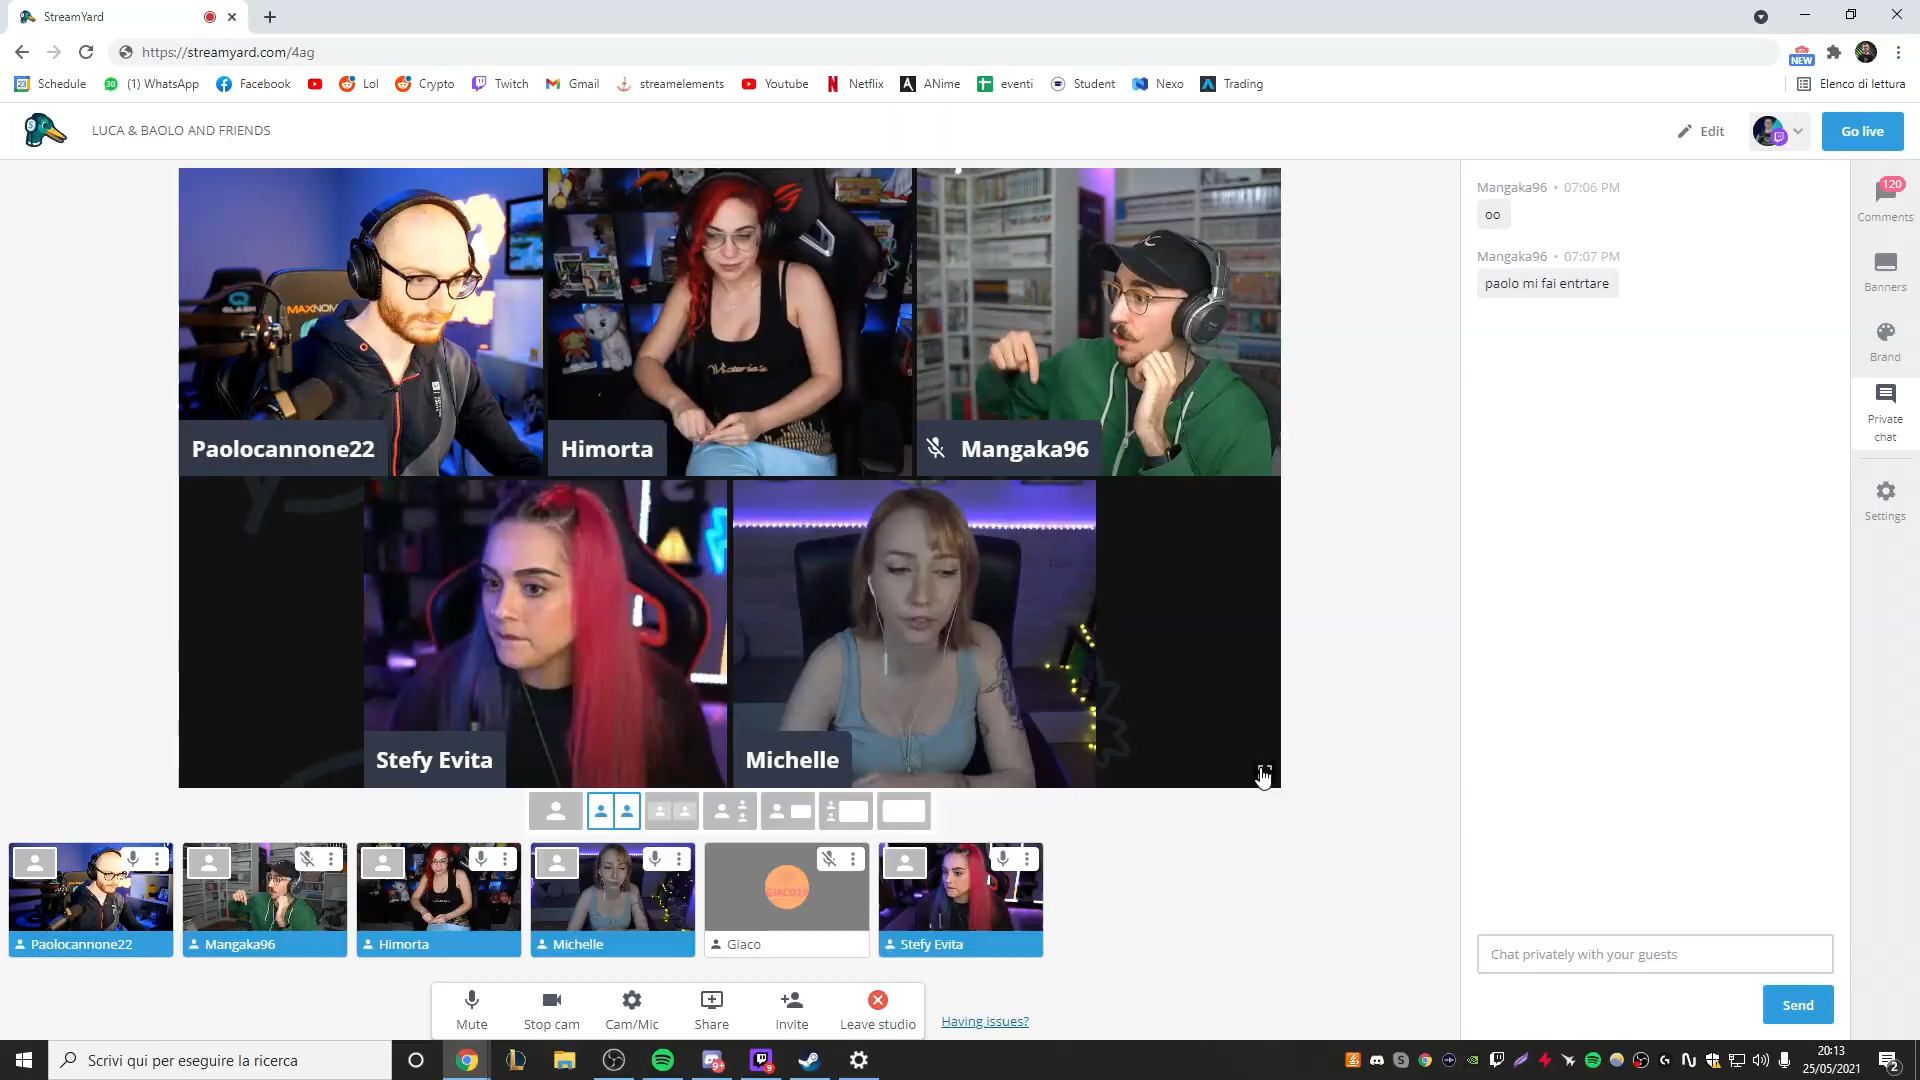 StreamYard
https://streamyard.com/4ag
NEW
Schedule
(1) WhatsApp
Facebook
Lol
Crypto
Twitch
Gmail
streamelements
Youtube
Netflix
ANime
eventi
Student
Nexo
Trading
Elenco di lettura
LUCA & BAOLO AND FRIENDS
Edit
Go live
MAXNOM
Paolocannone22
Himorta
Mangaka96
Stefy Evita
Michelle
Mangaka96 • 07:06 PM
oo
Mangaka96 • 07:07 PM
paolo mi fai entrtare
120
Comments
Banners
Brand
Private
chat
Settings
Paolocannone22
Mangaka96
Himorta
Michelle
Giaco
Stefy Evita
Chat privately with your guests
Send
Mute
Stop cam
Cam/Mic
Share
Invite
Leave studio
Having issues?
Scrivi qui per eseguire la ricerca
20:13
25/05/2021
2